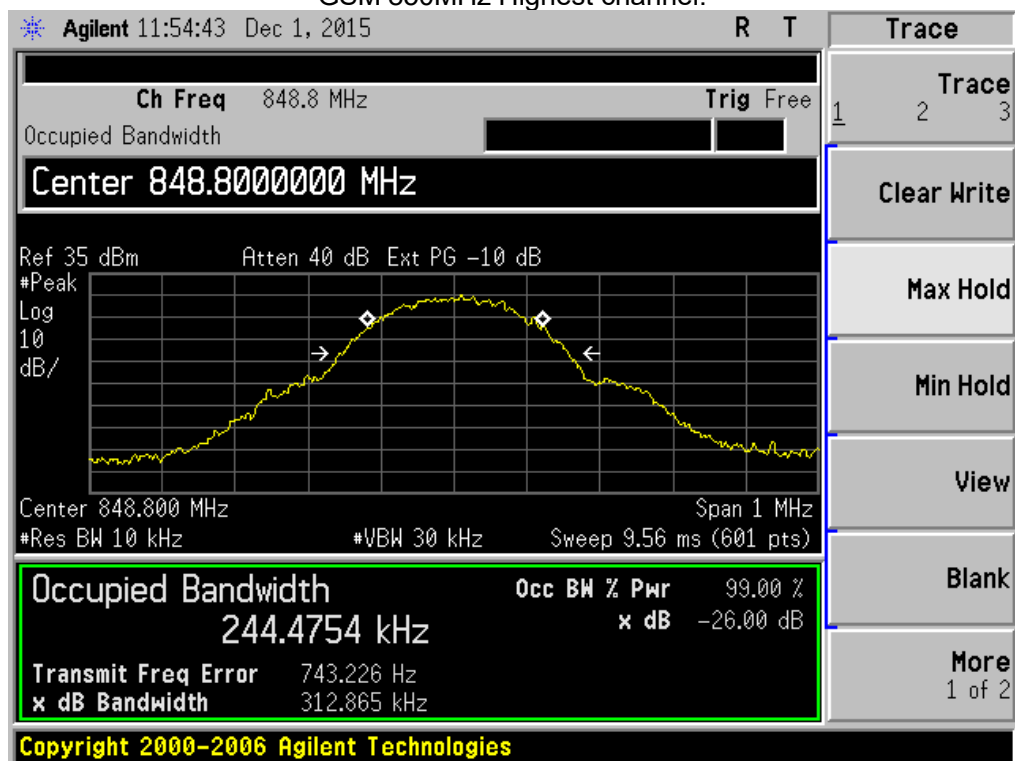 GSM 850MHz Highest channel.
Agilent 11:54:43 Dec 1, 2015 R T Trace
Ch Freq 848.8 MHz Trig Free
Occupied Bandwidth
Trace
1 2 3
Center 848.8000000 MHz
Clear Write
Ref 35 dBm Atten 40 dB Ext PG -10 dB
#Peak
Log
10
dB/
Max Hold
Min Hold
View
Center 848.800 MHz Span 1 MHz
#Res BW 10 kHz #VBW 30 kHz Sweep 9.56 ms (601 pts)
Occupied Bandwidth Occ BW % Pwr 99.00 %
244.4754 kHz x dB -26.00 dB
Blank
Transmit Freq Error 743.226 Hz
x dB Bandwidth 312.865 kHz
More
1 of 2
Copyright 2000-2006 Agilent Technologies